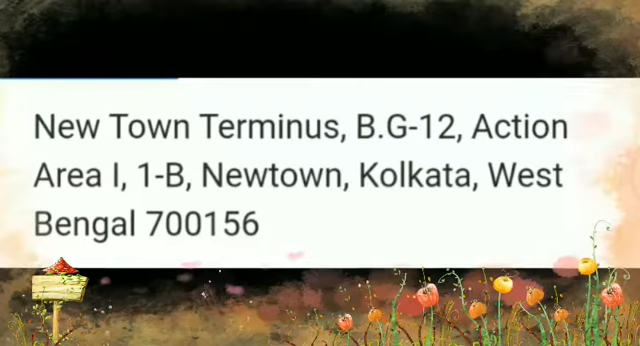 New Town Terminus, B.G-12, Action
Area I, 1-B, Newtown, Kolkata, West
Bengal 700156